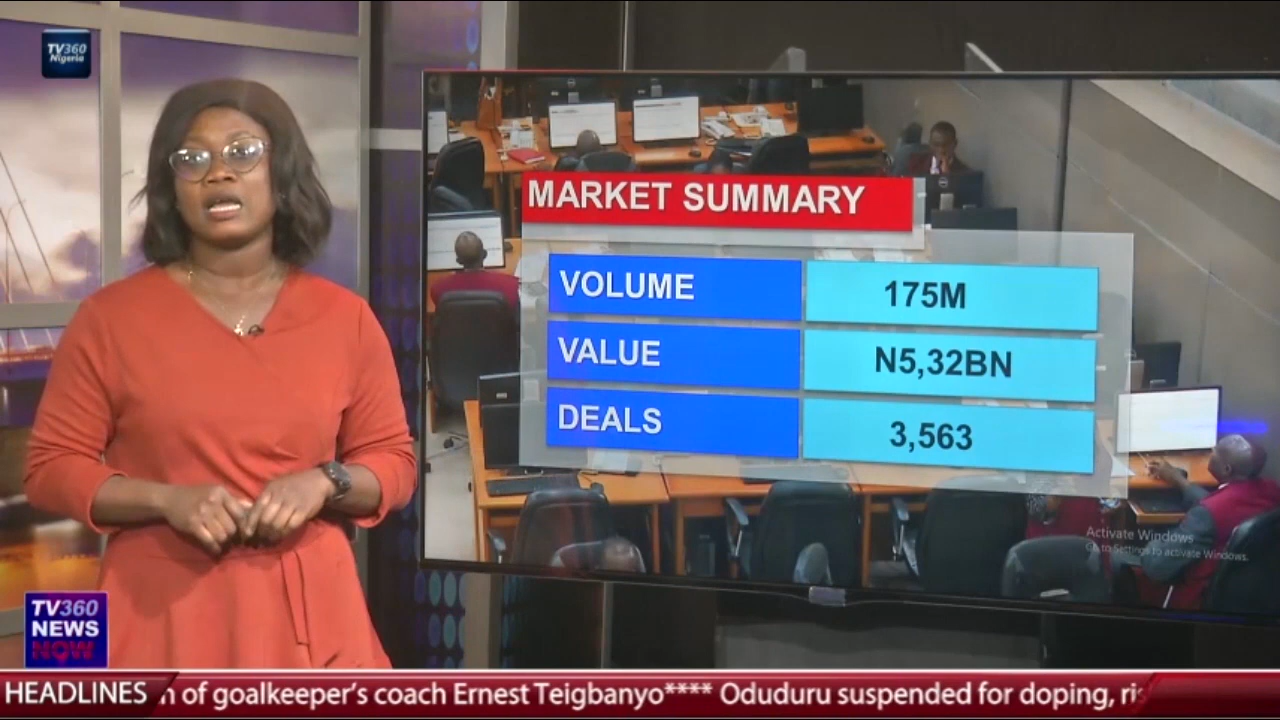 TV360
Nigeria
MARKET SUMMARY
VOLUME 175M
VALUE N5,32BN
DEALS 3,563
Activate Windows
Go to Settings to activate Windows.
TV360
NEWS
NOW
HEADLINES of goalkeeper's coach Ernest Teigbanyo**** Oduduru suspended for doping,